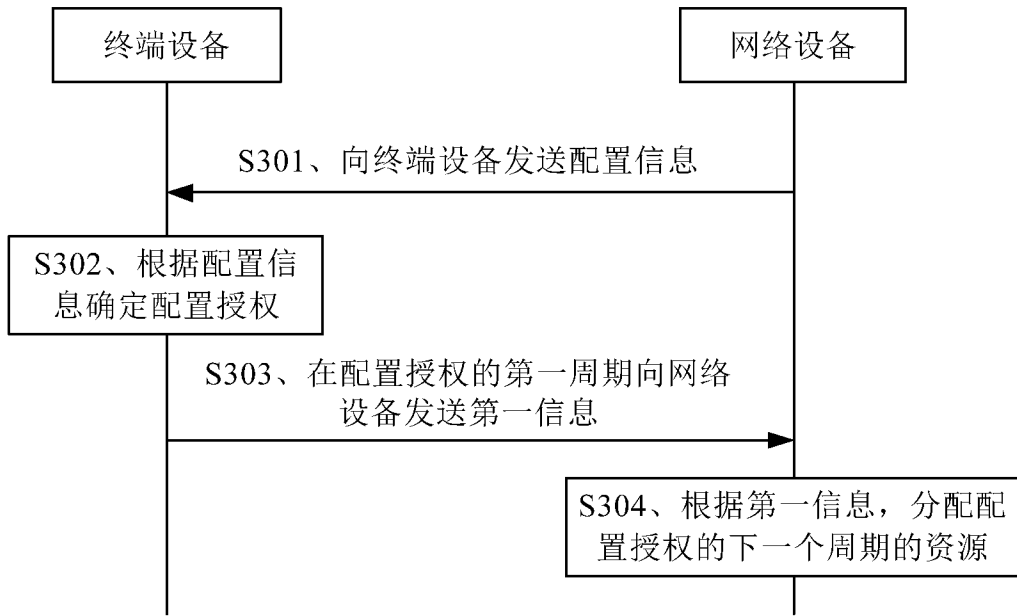 终端设备
网络设备
S301、向终端设备发送配置信息
S302、根据配置信
息确定配置授权
S303、在配置授权的第一周期向网络
设备发送第一信息
S304、根据第一信息，分配配
置授权的下一个周期的资源